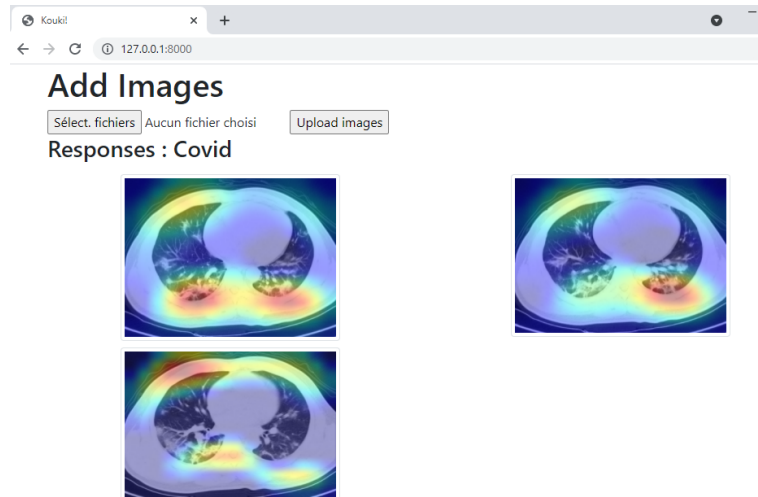 Kouki!
127.0.0.1:8000
Add Images
Sélect. fichiers Aucun fichier choisi Upload images
Responses : Covid